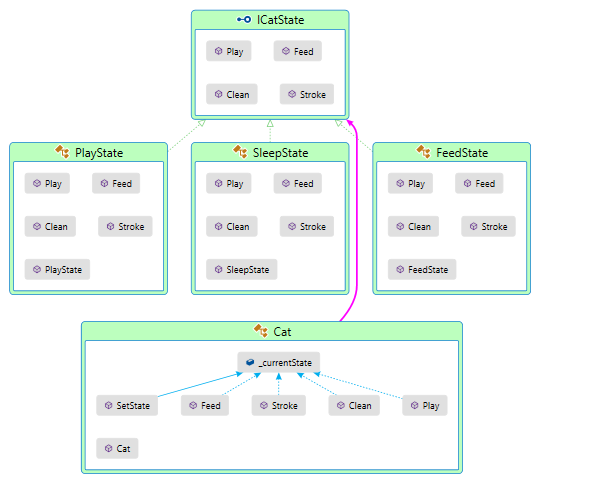 ICatState
Play Feed
Clean Stroke
PlayState
Play Feed
Clean Stroke
PlayState
SleepState
Play Feed
Clean Stroke
SleepState
FeedState
Play Feed
Clean Stroke
FeedState
Cat
_currentState
SetState Feed Stroke Clean Play
Cat